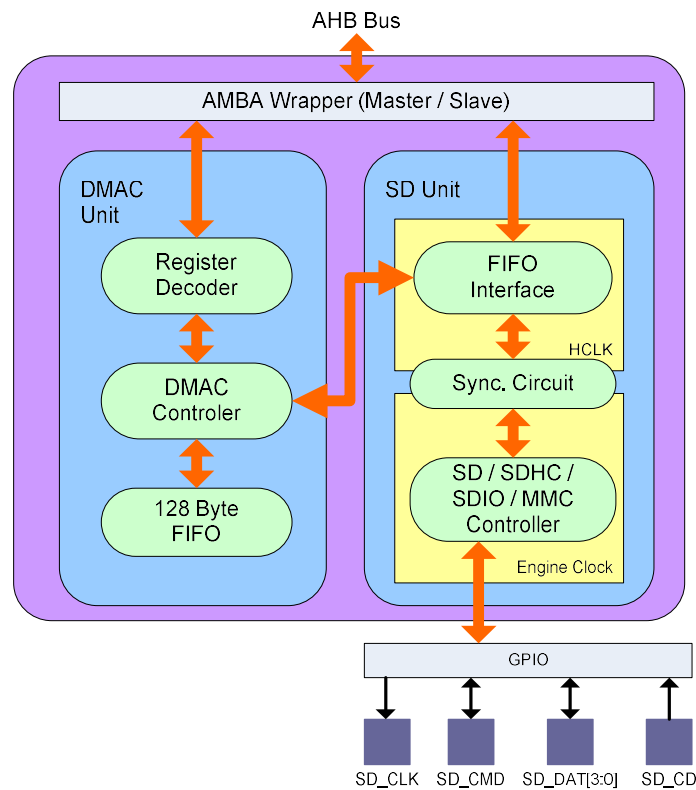 AHB Bus
AMBA Wrapper (Master / Slave)
DMAC
Unit
Register
Decoder
DMAC
Controler
128 Byte
FIFO
SD Unit
FIFO
Interface
HCLK
Sync. Circuit
SD / SDHC /
SDIO / MMC
Controller
Engine Clock
GPIO
SD_CLK
SD_CMD
SD_DAT[3:0]
SD_CD